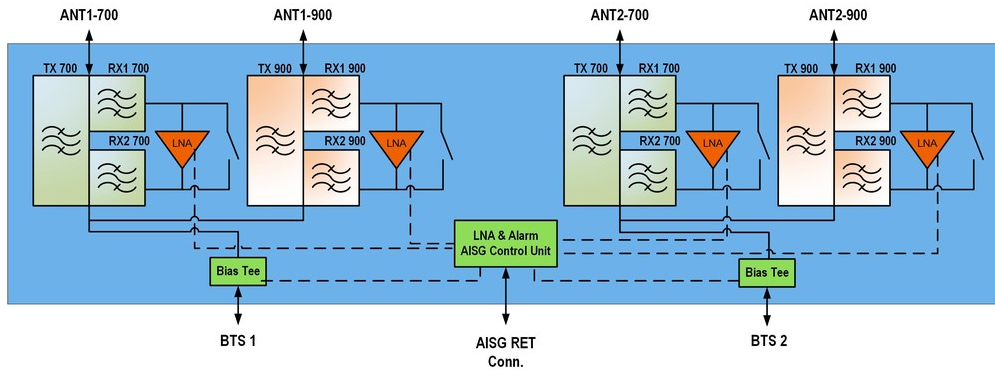 ANT1-700 ANT1-900 ANT2-700 ANT2-900
TX 700 RX1 700 TX 900 RX1 900 TX 700 RX1 700 TX 900 RX1 900
LNA LNA LNA LNA
RX2 700 RX2 900 RX2 700 RX2 900
LNA & Alarm
AISG Control Unit
Bias Tee Bias Tee
BTS 1 AISG RET BTS 2
Conn.